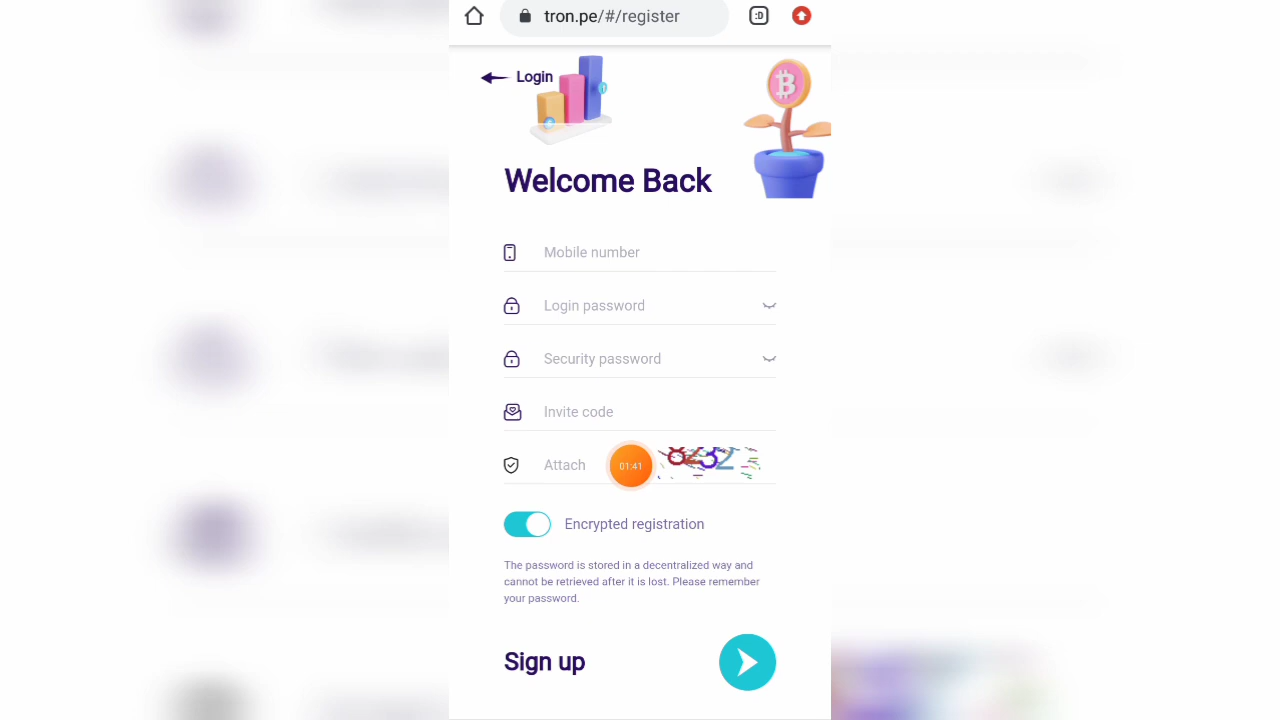 tron.pe/#/register
:D
Login
Welcome Back
Mobile number
Login password
Security password
Invite code
Attach
01:41
8232
Encrypted registration
The password is stored in a decentralized way and
cannot be retrieved after it is lost. Please remember
your password.
Sign up